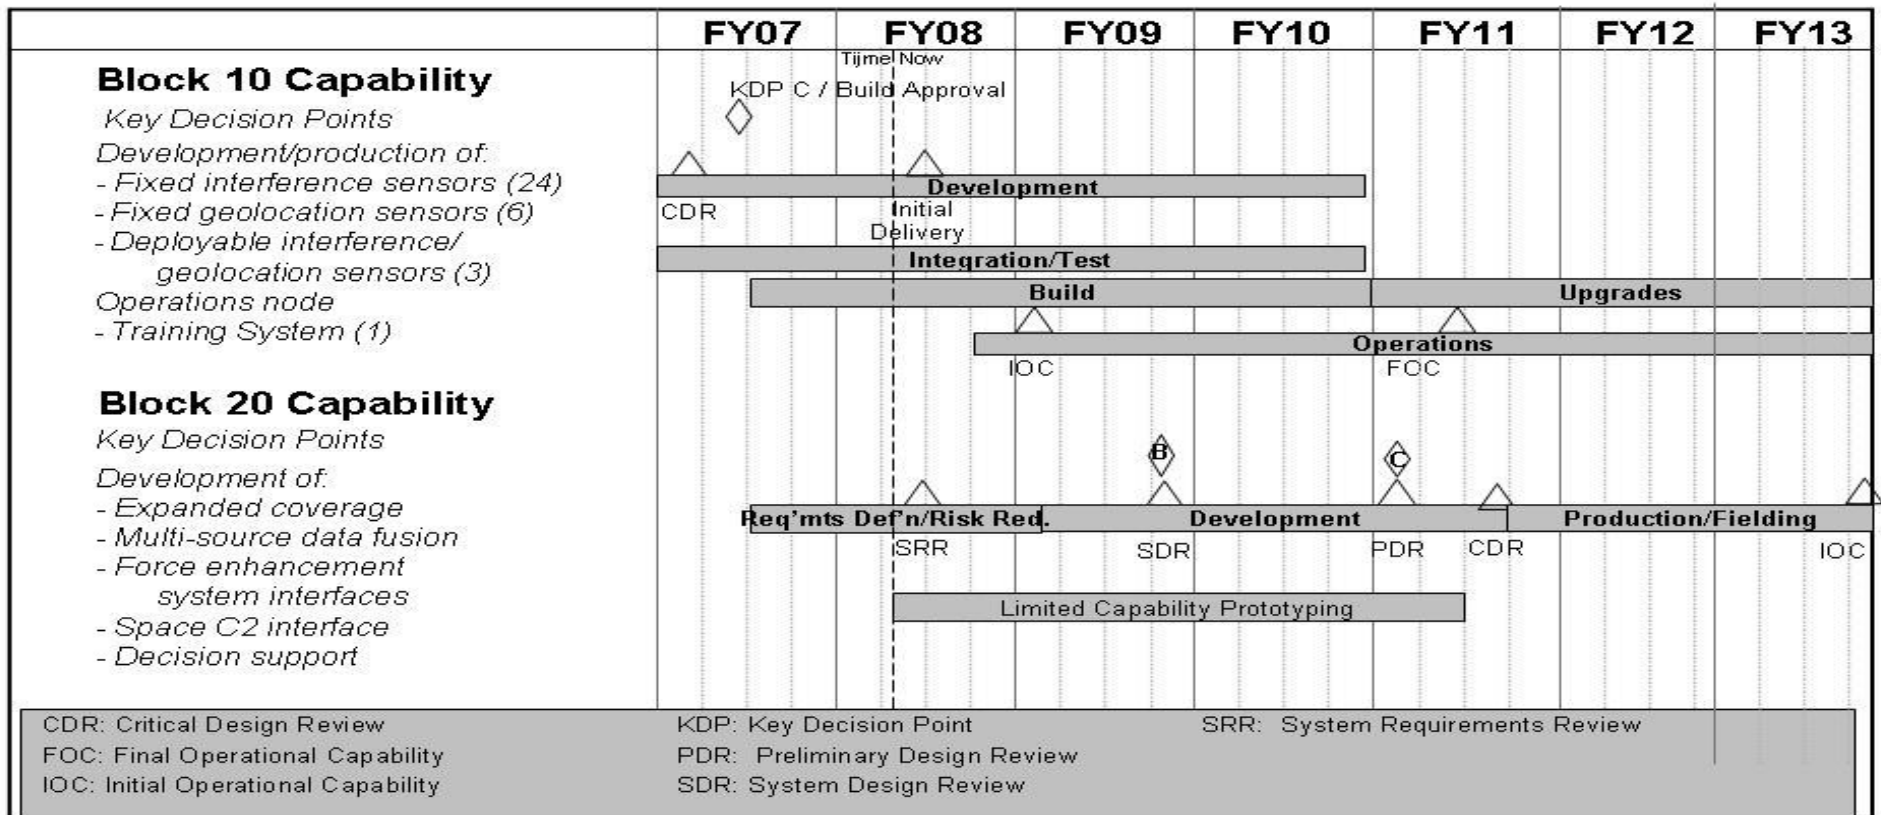 FY07 FY08 FY09 FY10 FY11 FY12 FY13
Tijme Now
Block 10 Capability
KDP C / Build Approval
Key Decision Points
Development/production of:
- Fixed interference sensors (24)
Development
- Fixed geolocation sensors (6)
CDR
Initial
Delivery
- Deployable interference/
geolocation sensors (3)
Integration/Test
Operations node
Build
Upgrades
- Training System (1)
Operations
IOC
FOC
Block 20 Capability
Key Decision Points
B
C
Development of:
- Expanded coverage
Req'mts Def'n/Risk Red.
Development
Production/Fielding
- Multi-source data fusion
SRR
SDR
PDR
CDR
IOC
- Force enhancement
system interfaces
Limited Capability Prototyping
- Space C2 interface
- Decision support
CDR: Critical Design Review
FOC: Final Operational Capability
IOC: Initial Operational Capability
KDP: Key Decision Point
PDR: Preliminary Design Review
SDR: System Design Review
SRR: System Requirements Review